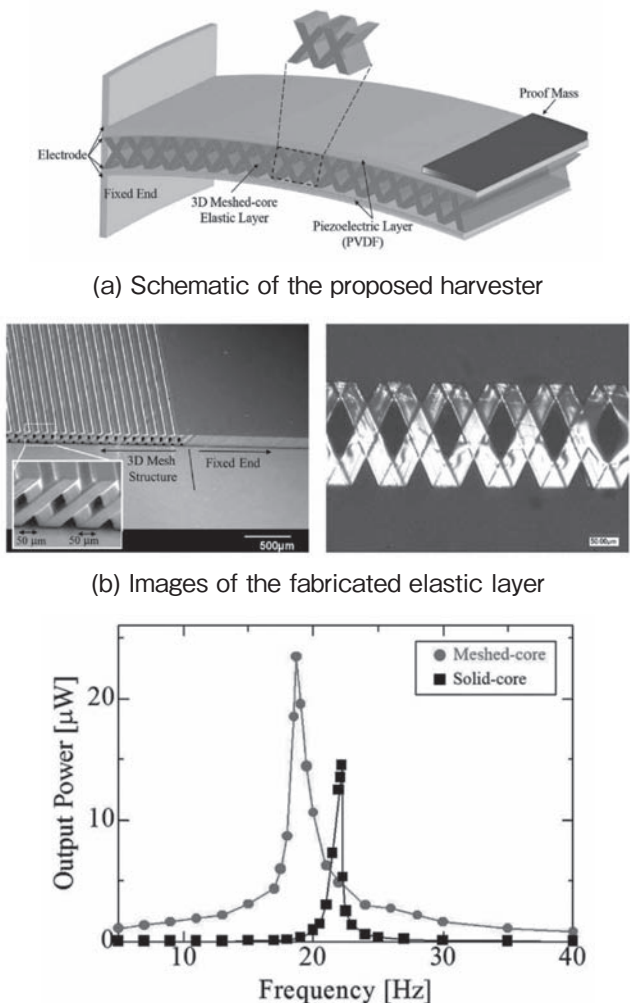 Proof Mass
Electrode
Fixed End
3D Meshed-core
Elastic Layer
Piezoelectric Layer
(PVDF)
(a) Schematic of the proposed harvester
3D Mesh
Structure
Fixed End
50 μm
50 μm
500μm
50.00μm
(b) Images of the fabricated elastic layer
Output Power [μW]
20
10
0
Meshed-core
Solid-core
10
20
30
40
Frequency [Hz]